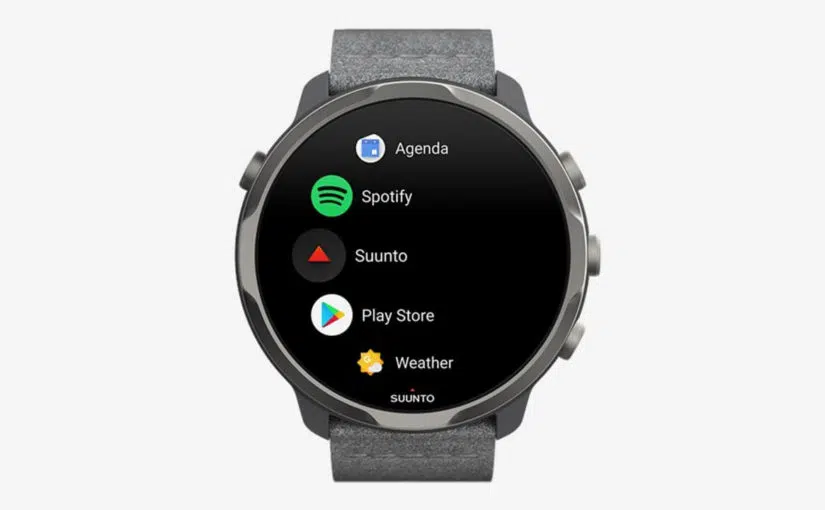 Agenda
Spotify
Suunto
Play Store
Weather
SUUNTO